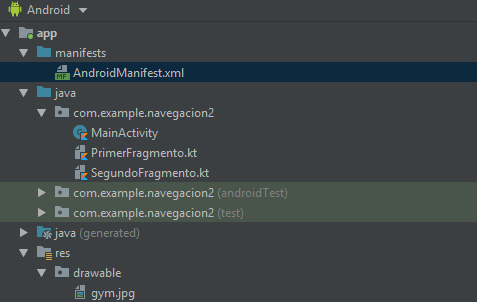 Android
app
manifests
AndroidManifest.xml
java
com.example.navegacion2
MainActivity
PrimerFragmento.kt
SegundoFragmento.kt
com.example.navegacion2 (androidTest)
com.example.navegacion2 (test)
java (generated)
res
drawable
gym.jpg